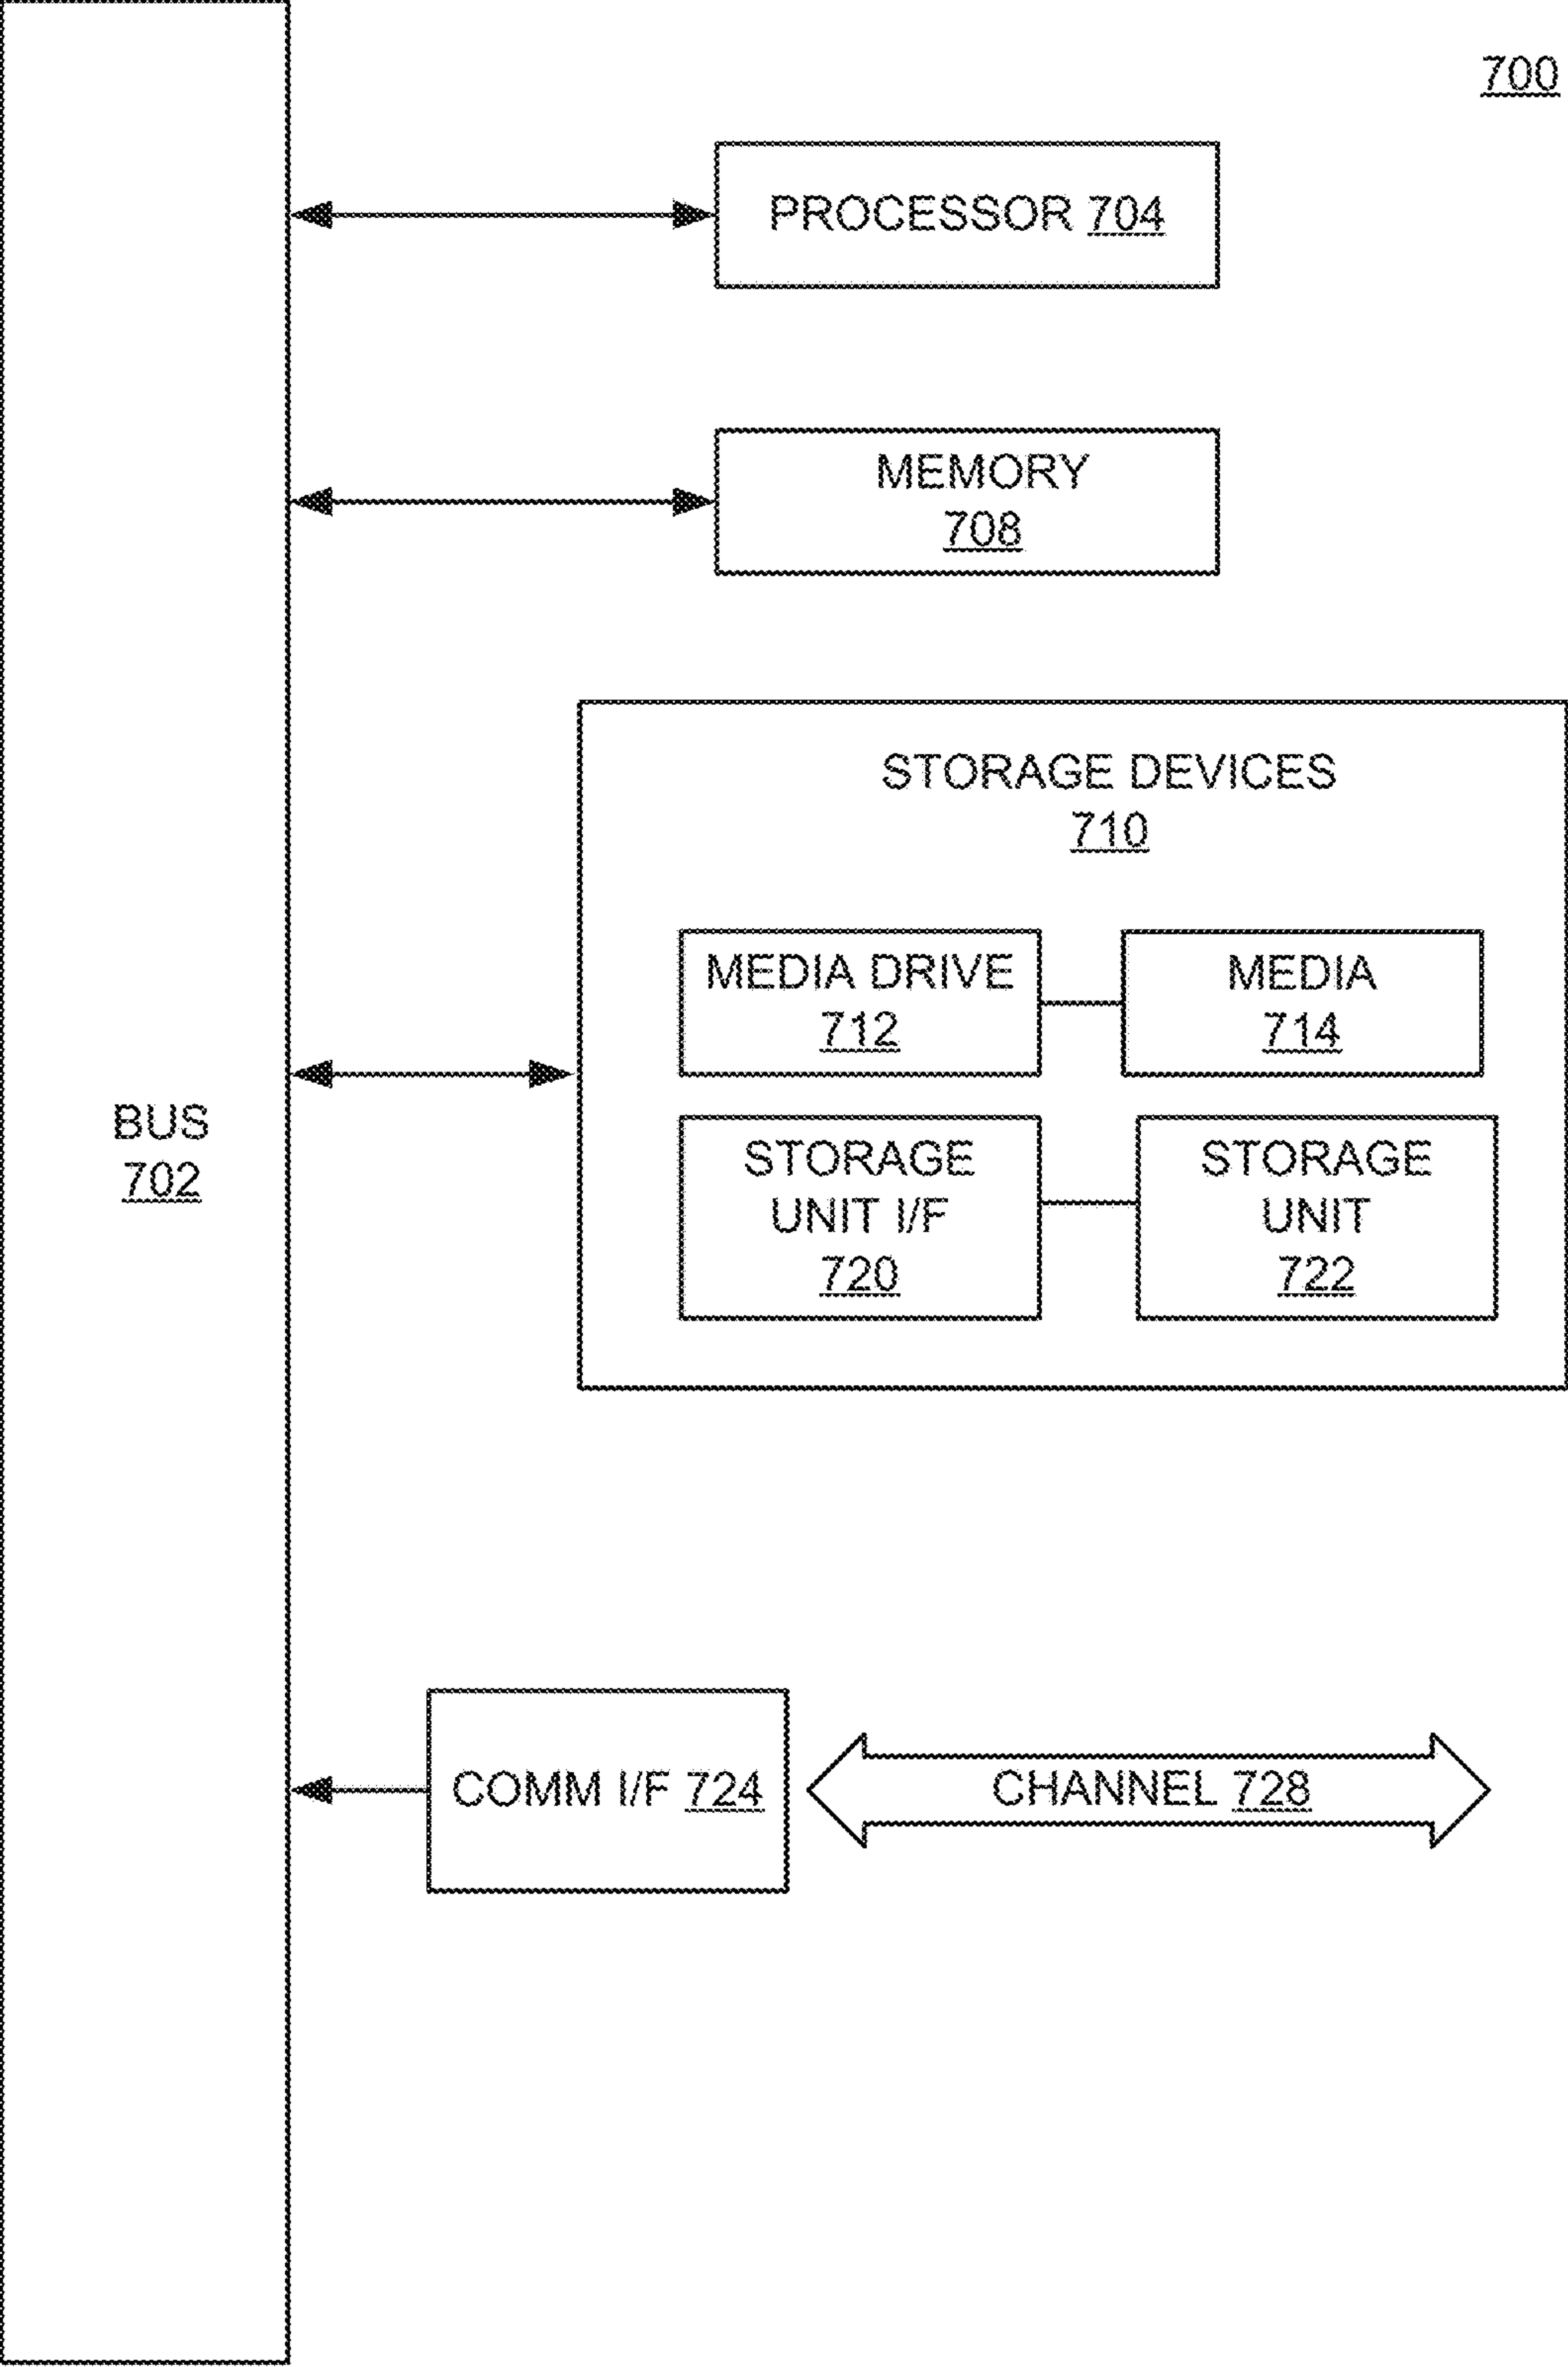 700
PROCESSOR 704
MEMORY
708
STORAGE DEVICES
710
MEDIA DRIVE
712
MEDIA
714
BUS
702
STORAGE
UNIT I/F
720
STORAGE
UNIT
722
COMM I/F 724
CHANNEL 728